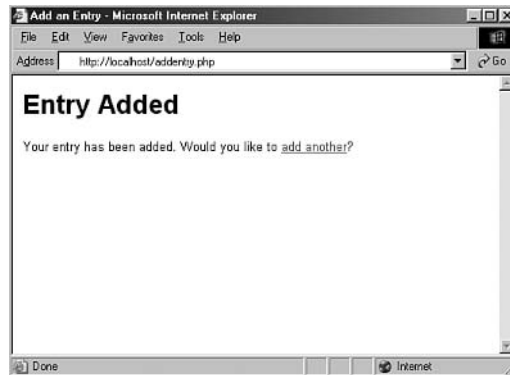 Add an Entry - Microsoft Internet Explorer
File Edit View Favorites Tools Help
Address http://localhost/addentry.php Go
Entry Added
Your entry has been added. Would you like to add another?
Done Internet